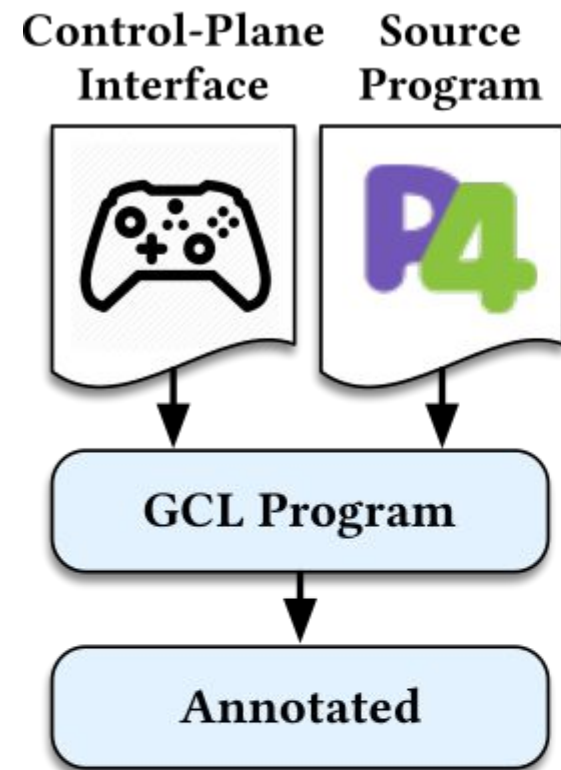 Control-Plane
Interface
Source
Program
P4
GCL Program
Annotated